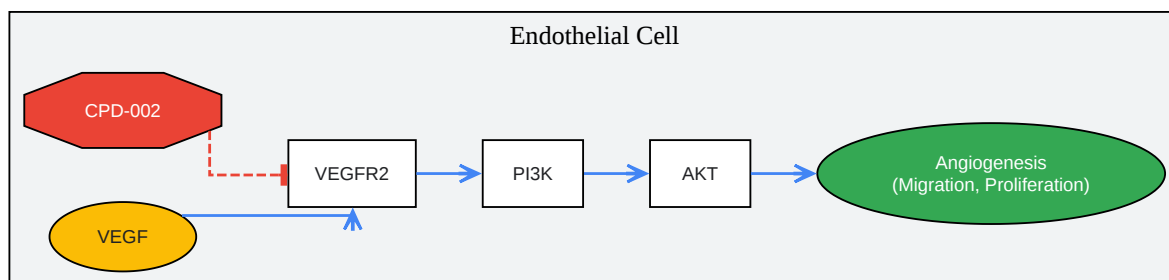 Endothelial Cell
CPD-002
VEGFR2
PI3K
AKT
Angiogenesis
(Migration, Proliferation)
VEGF